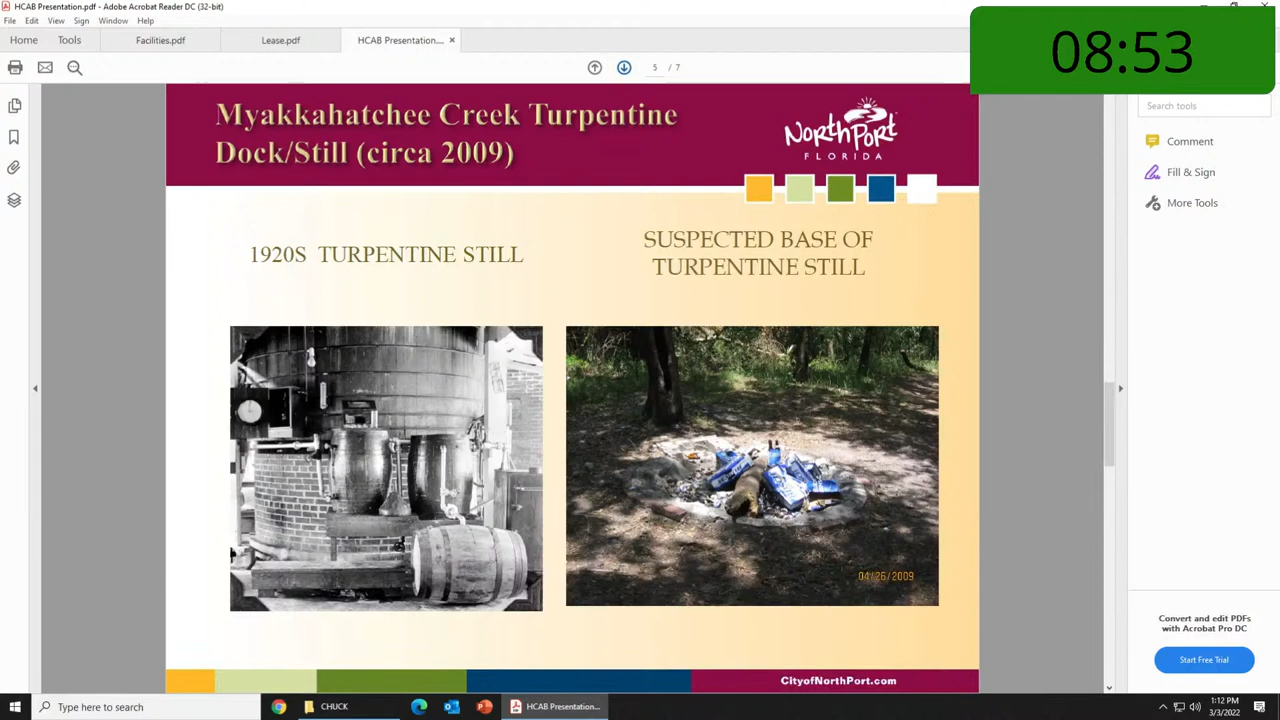 HCAB Presentation.pdf - Adobe Acrobat Reader DC (32-bit)
File Edit View Sign Window Help
Home Tools Facilities.pdf Lease.pdf HCAB Presentation....
5 / 7
08:53
Search tools
Comment
Fill & Sign
More Tools
Myakkahatchee Creek Turpentine
Dock/Still (circa 2009)
NORTH PORT
FLORIDA
1920S TURPENTINE STILL
SUSPECTED BASE OF
TURPENTINE STILL
04/26/2009
CityofNorthPort.com
Convert and edit PDFs
with Acrobat Pro DC
Start Free Trial
Type here to search
CHUCK
HCAB Presentation....
1:12 PM
3/3/2022